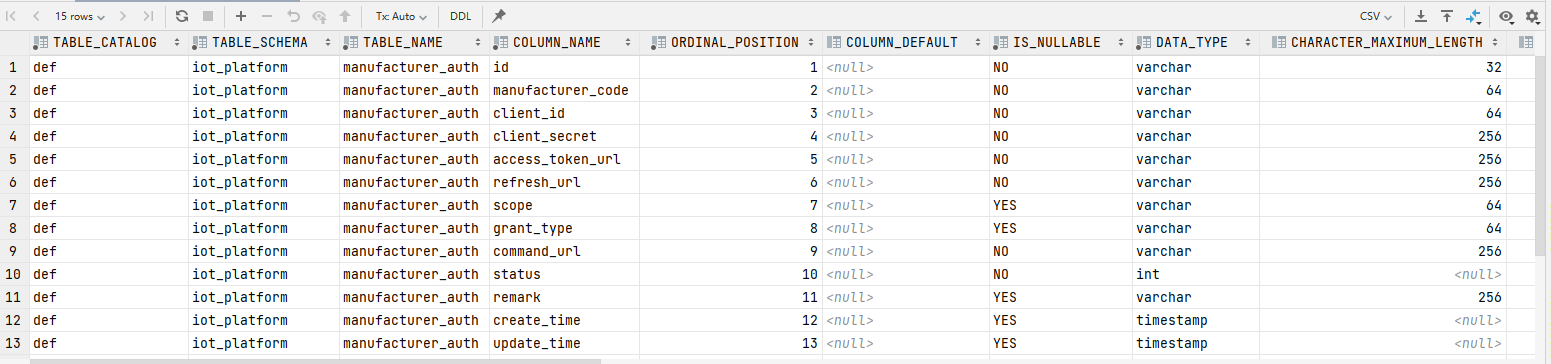 15 rows Tx: Auto DDL CSV
TABLE_CATALOG TABLE_SCHEMA TABLE_NAME COLUMN_NAME ORDINAL_POSITION COLUMN_DEFAULT IS_NULLABLE DATA_TYPE CHARACTER_MAXIMUM_LENGTH
1 def iot_platform manufacturer_auth id 1 <null> NO varchar 32
2 def iot_platform manufacturer_auth manufacturer_code 2 <null> NO varchar 64
3 def iot_platform manufacturer_auth client_id 3 <null> NO varchar 64
4 def iot_platform manufacturer_auth client_secret 4 <null> NO varchar 256
5 def iot_platform manufacturer_auth access_token_url 5 <null> NO varchar 256
6 def iot_platform manufacturer_auth refresh_url 6 <null> NO varchar 256
7 def iot_platform manufacturer_auth scope 7 <null> YES varchar 64
8 def iot_platform manufacturer_auth grant_type 8 <null> YES varchar 64
9 def iot_platform manufacturer_auth command_url 9 <null> NO varchar 256
10 def iot_platform manufacturer_auth status 10 <null> NO int <null>
11 def iot_platform manufacturer_auth remark 11 <null> YES varchar 256
12 def iot_platform manufacturer_auth create_time 12 <null> YES timestamp <null>
13 def iot_platform manufacturer_auth update_time 13 <null> YES timestamp <null>